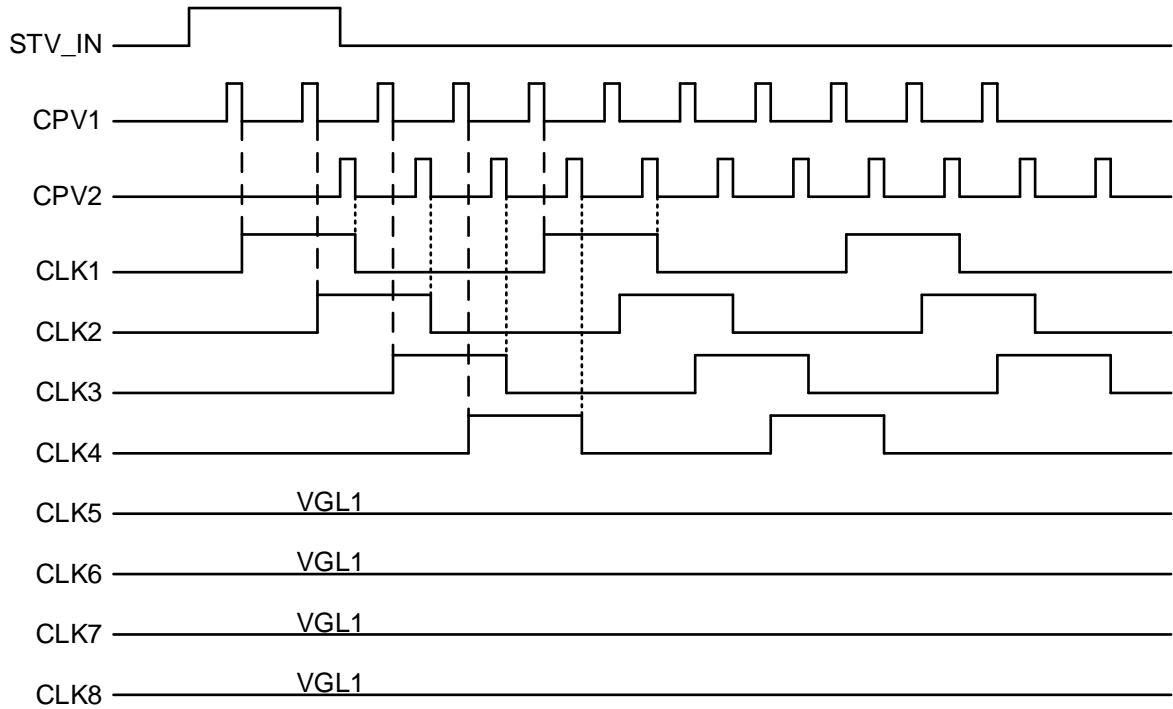 STV_IN
CPV1
CPV2
CLK1
CLK2
CLK3
CLK4
CLK5 VGL1
CLK6 VGL1
CLK7 VGL1
CLK8 VGL1